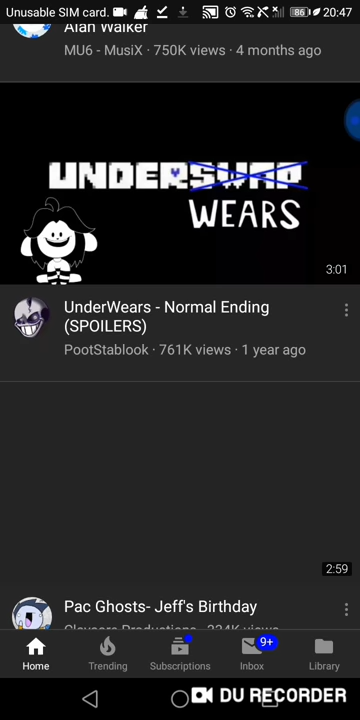 Unusable SIM card.
86
20:47
Alan Walker
MU6 - MusiX · 750K views · 4 months ago
UNDERSWAP
WEARS
3:01
UnderWears - Normal Ending
(SPOILERS)
PootStablook · 761K views · 1 year ago
2:59
Pac Ghosts- Jeff's Birthday
views
9+
Home
Trending
Subscriptions
Inbox
Library
DU RECORDER